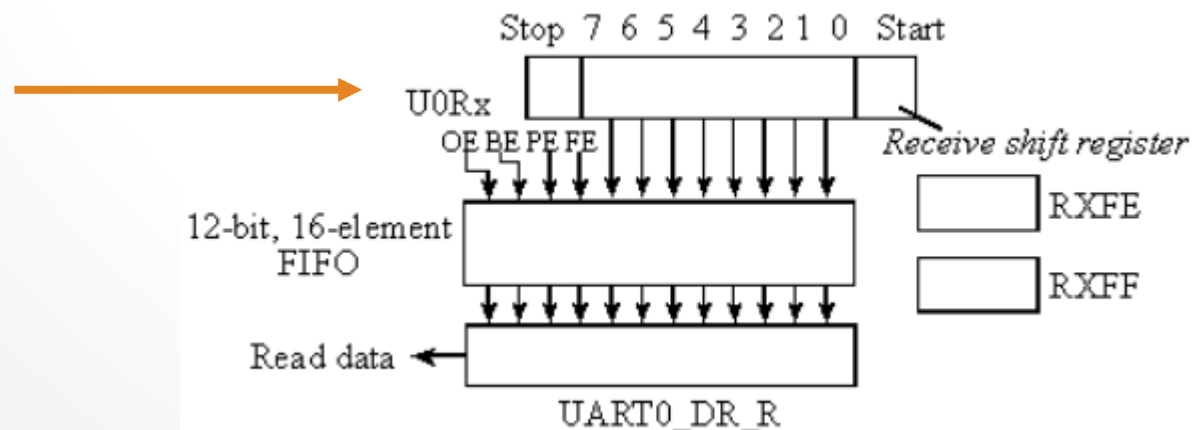 Stop 7 6 5 4 3 2 1 0 Start
U0Rx
OE BE PE FE
Receive shift register
12-bit, 16-element
FIFO
RXFE
RXFF
Read data
UART0_DR_R